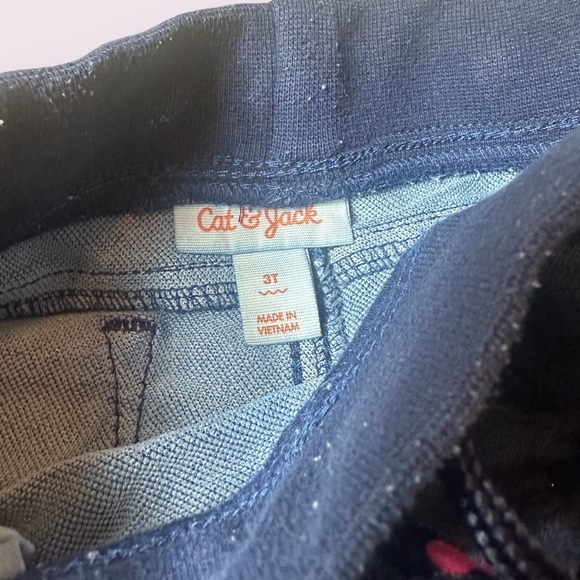 Cat & Jack
3T
MADE IN
VIETNAM